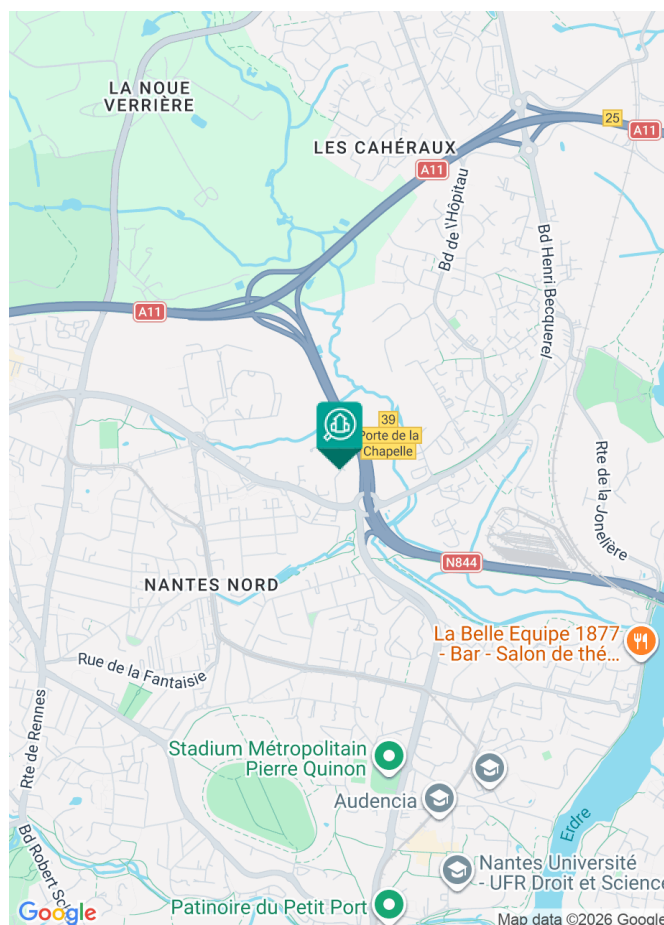 LA NOUE
VERRIÈRE
25
A11
LES CAHÉRAUX
A11
Bd de l'Hôpitau
Bd Henri Becquerel
A11
39
Porte de la
Chapelle
Rte de la Jonelière
N844
NANTES NORD
La Belle Equipe 1877
- Bar - Salon de thé...
Rue de la Fantaisie
Rte de Rennes
Stadium Métropolitain
Pierre Quinon
Audencia
Erdre
Bd Robert Sc
Nantes Université
- UFR Droit et Science
Patinoire du Petit Port
Google
Map data ©2026 Google